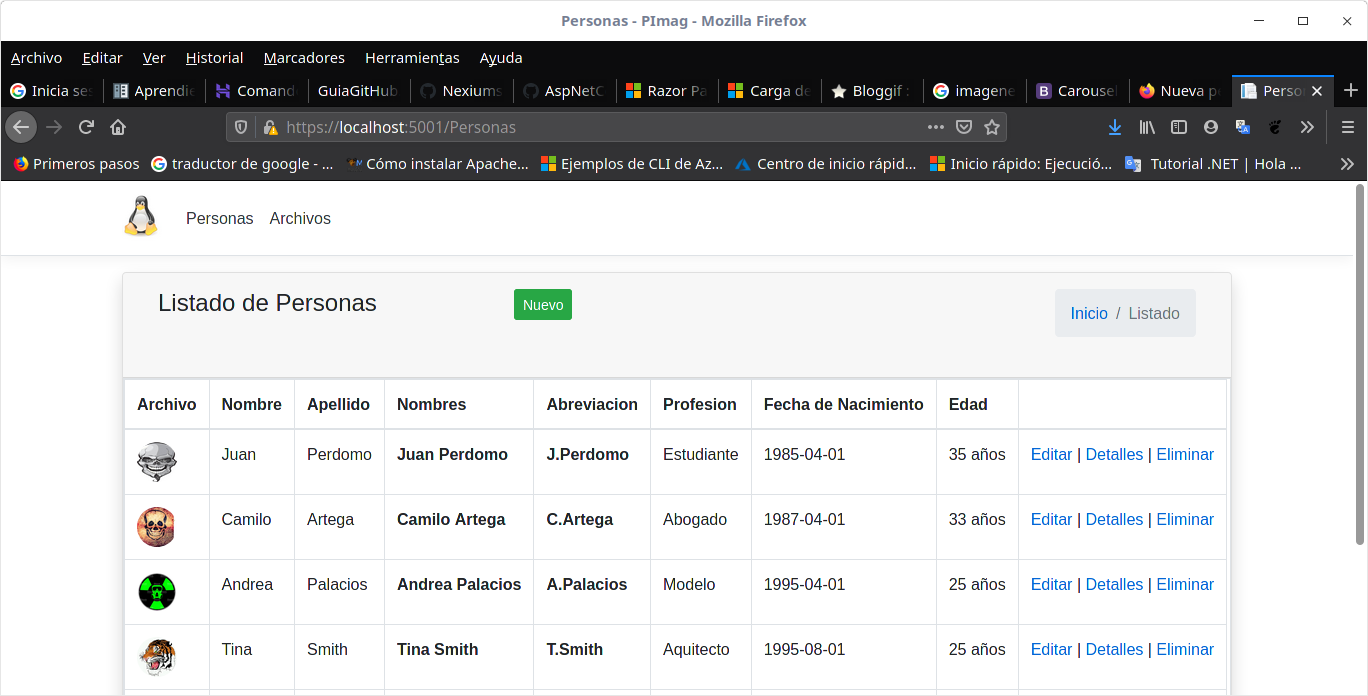 Personas - PImag - Mozilla Firefox
Archivo Editar Ver Historial Marcadores Herramientas Ayuda
Inicia ses Aprendie Comand GuiaGitHub Nexiums AspNetC Razor Pa Carga de Bloggif : imagene Carousel Nueva pe Perso
https://localhost:5001/Personas
Primeros pasos traductor de google - ... Cómo instalar Apache... Ejemplos de CLI de Az... Centro de inicio rápid... Inicio rápido: Ejecució... Tutorial .NET | Hola ...
Personas Archivos
Listado de Personas Nuevo Inicio / Listado
Archivo Nombre Apellido Nombres Abreviacion Profesion Fecha de Nacimiento Edad
Juan Perdomo Juan Perdomo J.Perdomo Estudiante 1985-04-01 35 años Editar | Detalles | Eliminar
Camilo Artega Camilo Artega C.Artega Abogado 1987-04-01 33 años Editar | Detalles | Eliminar
Andrea Palacios Andrea Palacios A.Palacios Modelo 1995-04-01 25 años Editar | Detalles | Eliminar
Tina Smith Tina Smith T.Smith Aquitecto 1995-08-01 25 años Editar | Detalles | Eliminar